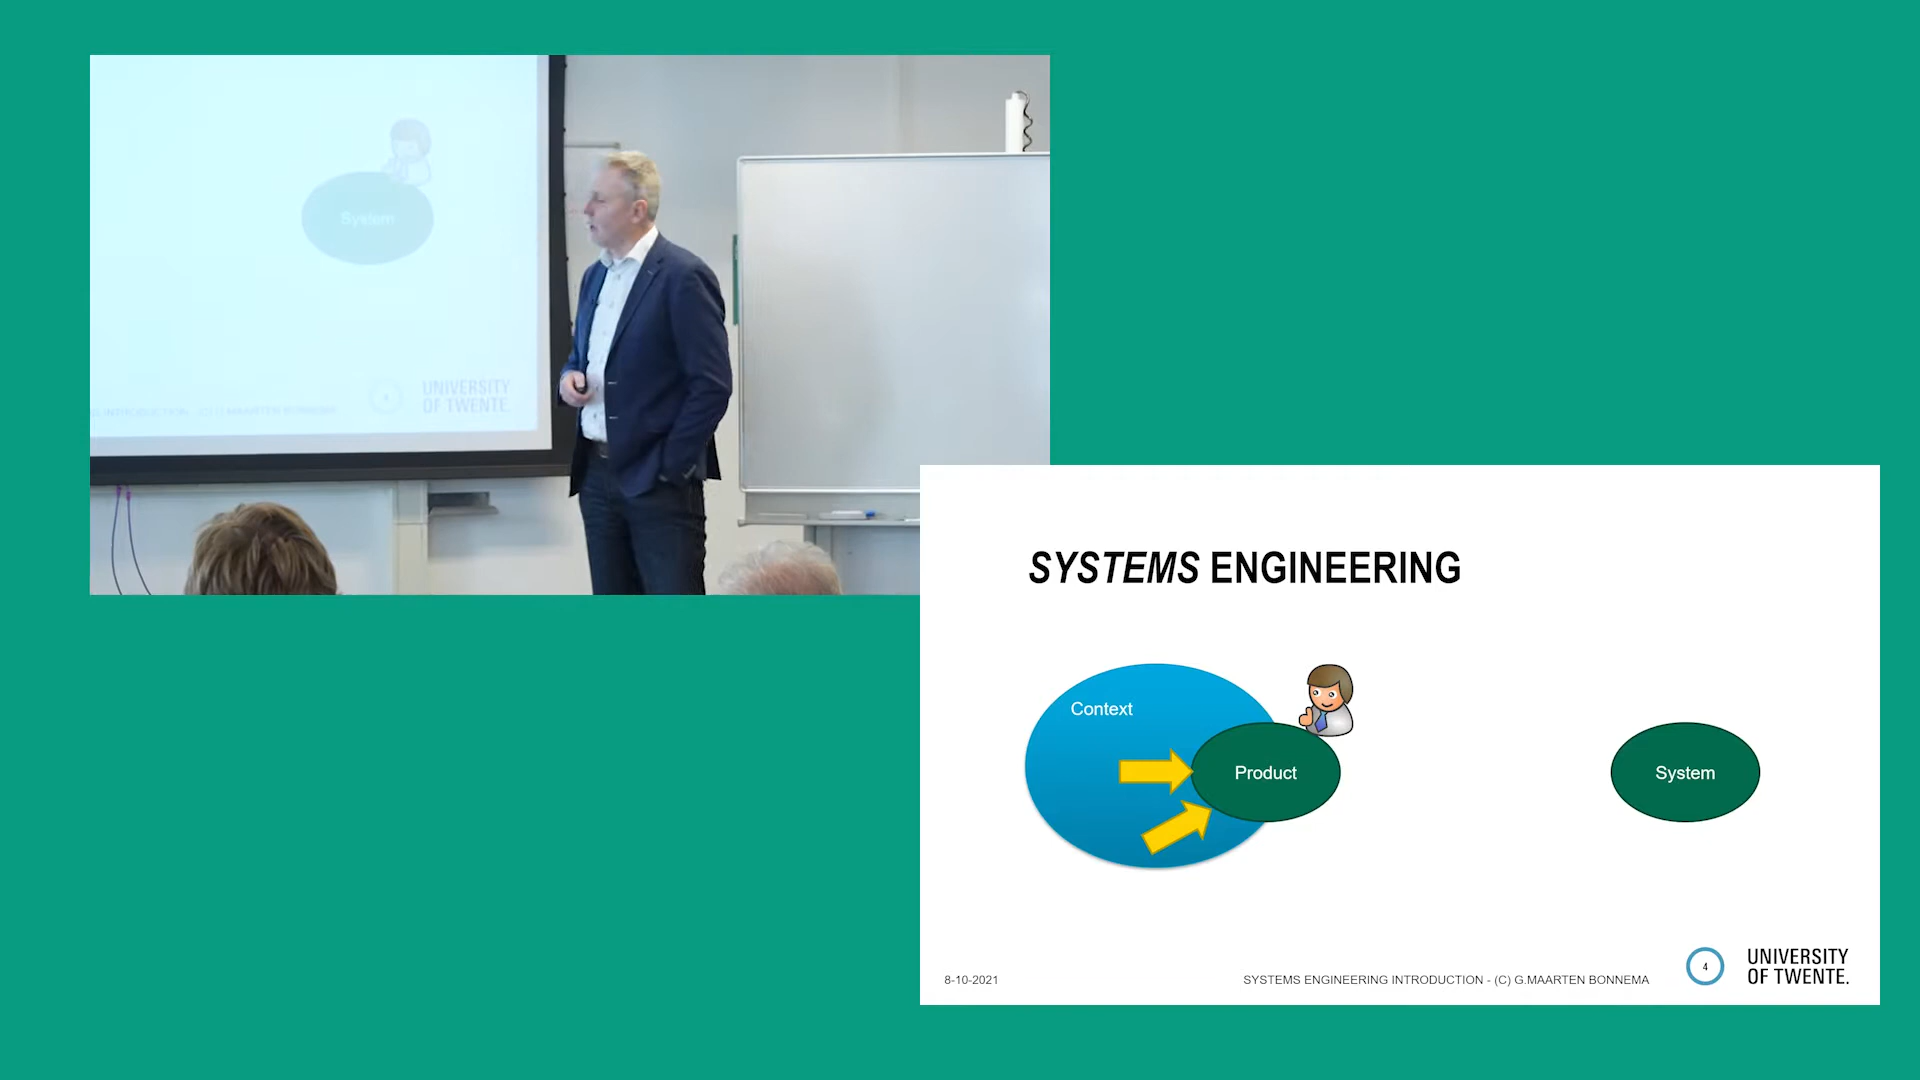 System
UNIVERSITY
OF TWENTE.
SYSTEMS ENGINEERING
Context
Product
System
8-10-2021
SYSTEMS ENGINEERING INTRODUCTION - (C) G.MAARTEN BONNEMA
4
UNIVERSITY
OF TWENTE.